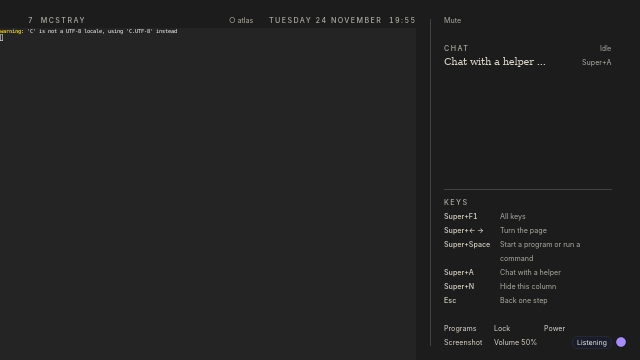 7 MCSTRAY
atlas
TUESDAY 24 NOVEMBER 19:55
warning: 'C' is not a UTF-8 locale, using 'C.UTF-8' instead
Mute
CHAT Idle
Chat with a helper ... Super+A
KEYS
Super+F1 All keys
Super+← → Turn the page
Super+Space Start a program or run a
command
Super+A Chat with a helper
Super+N Hide this column
Esc Back one step
Programs Lock Power
Screenshot Volume 50% Listening